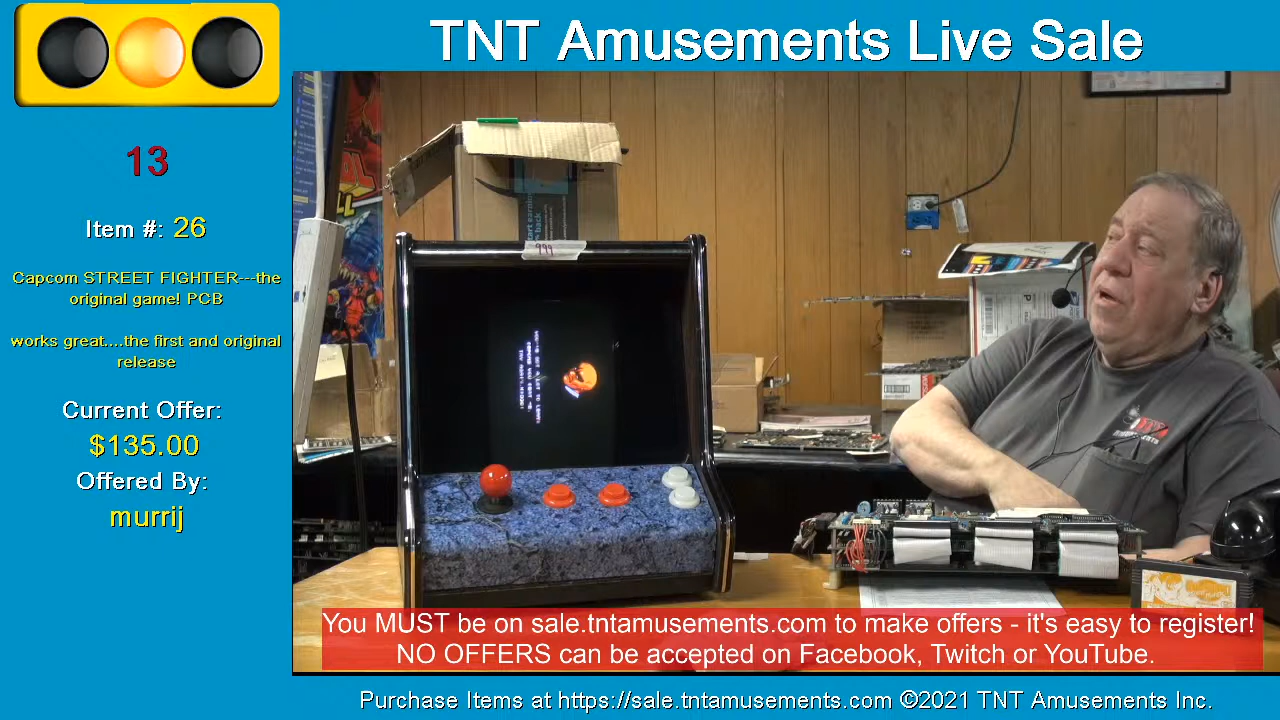 TNT Amusements Live Sale
13
Item #: 26
Capcom STREET FIGHTER---the
original game! PCB
works great....the first and original
release
Current Offer:
$135.00
Offered By:
murrij
999
You MUST be on sale.tntamusements.com to make offers - it's easy to register!
NO OFFERS can be accepted on Facebook, Twitch or YouTube.
Purchase Items at https://sale.tntamusements.com ©2021 TNT Amusements Inc.